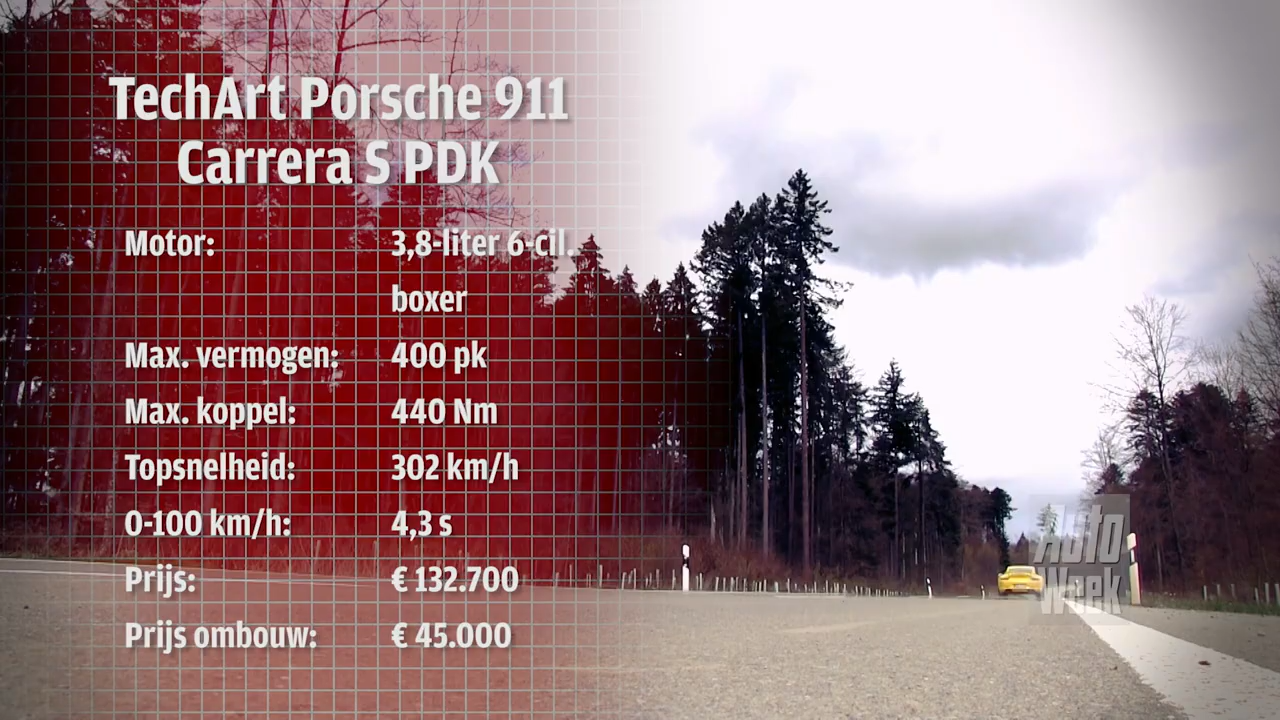 TechArt Porsche 911
Carrera S PDK
Motor: 3,8-liter 6-cil.
boxer
Max. vermogen: 400 pk
Max. koppel: 440 Nm
Topsnelheid: 302 km/h
0-100 km/h: 4,3 s
Prijs: € 132.700
Prijs ombouw: € 45.000
Auto
Week